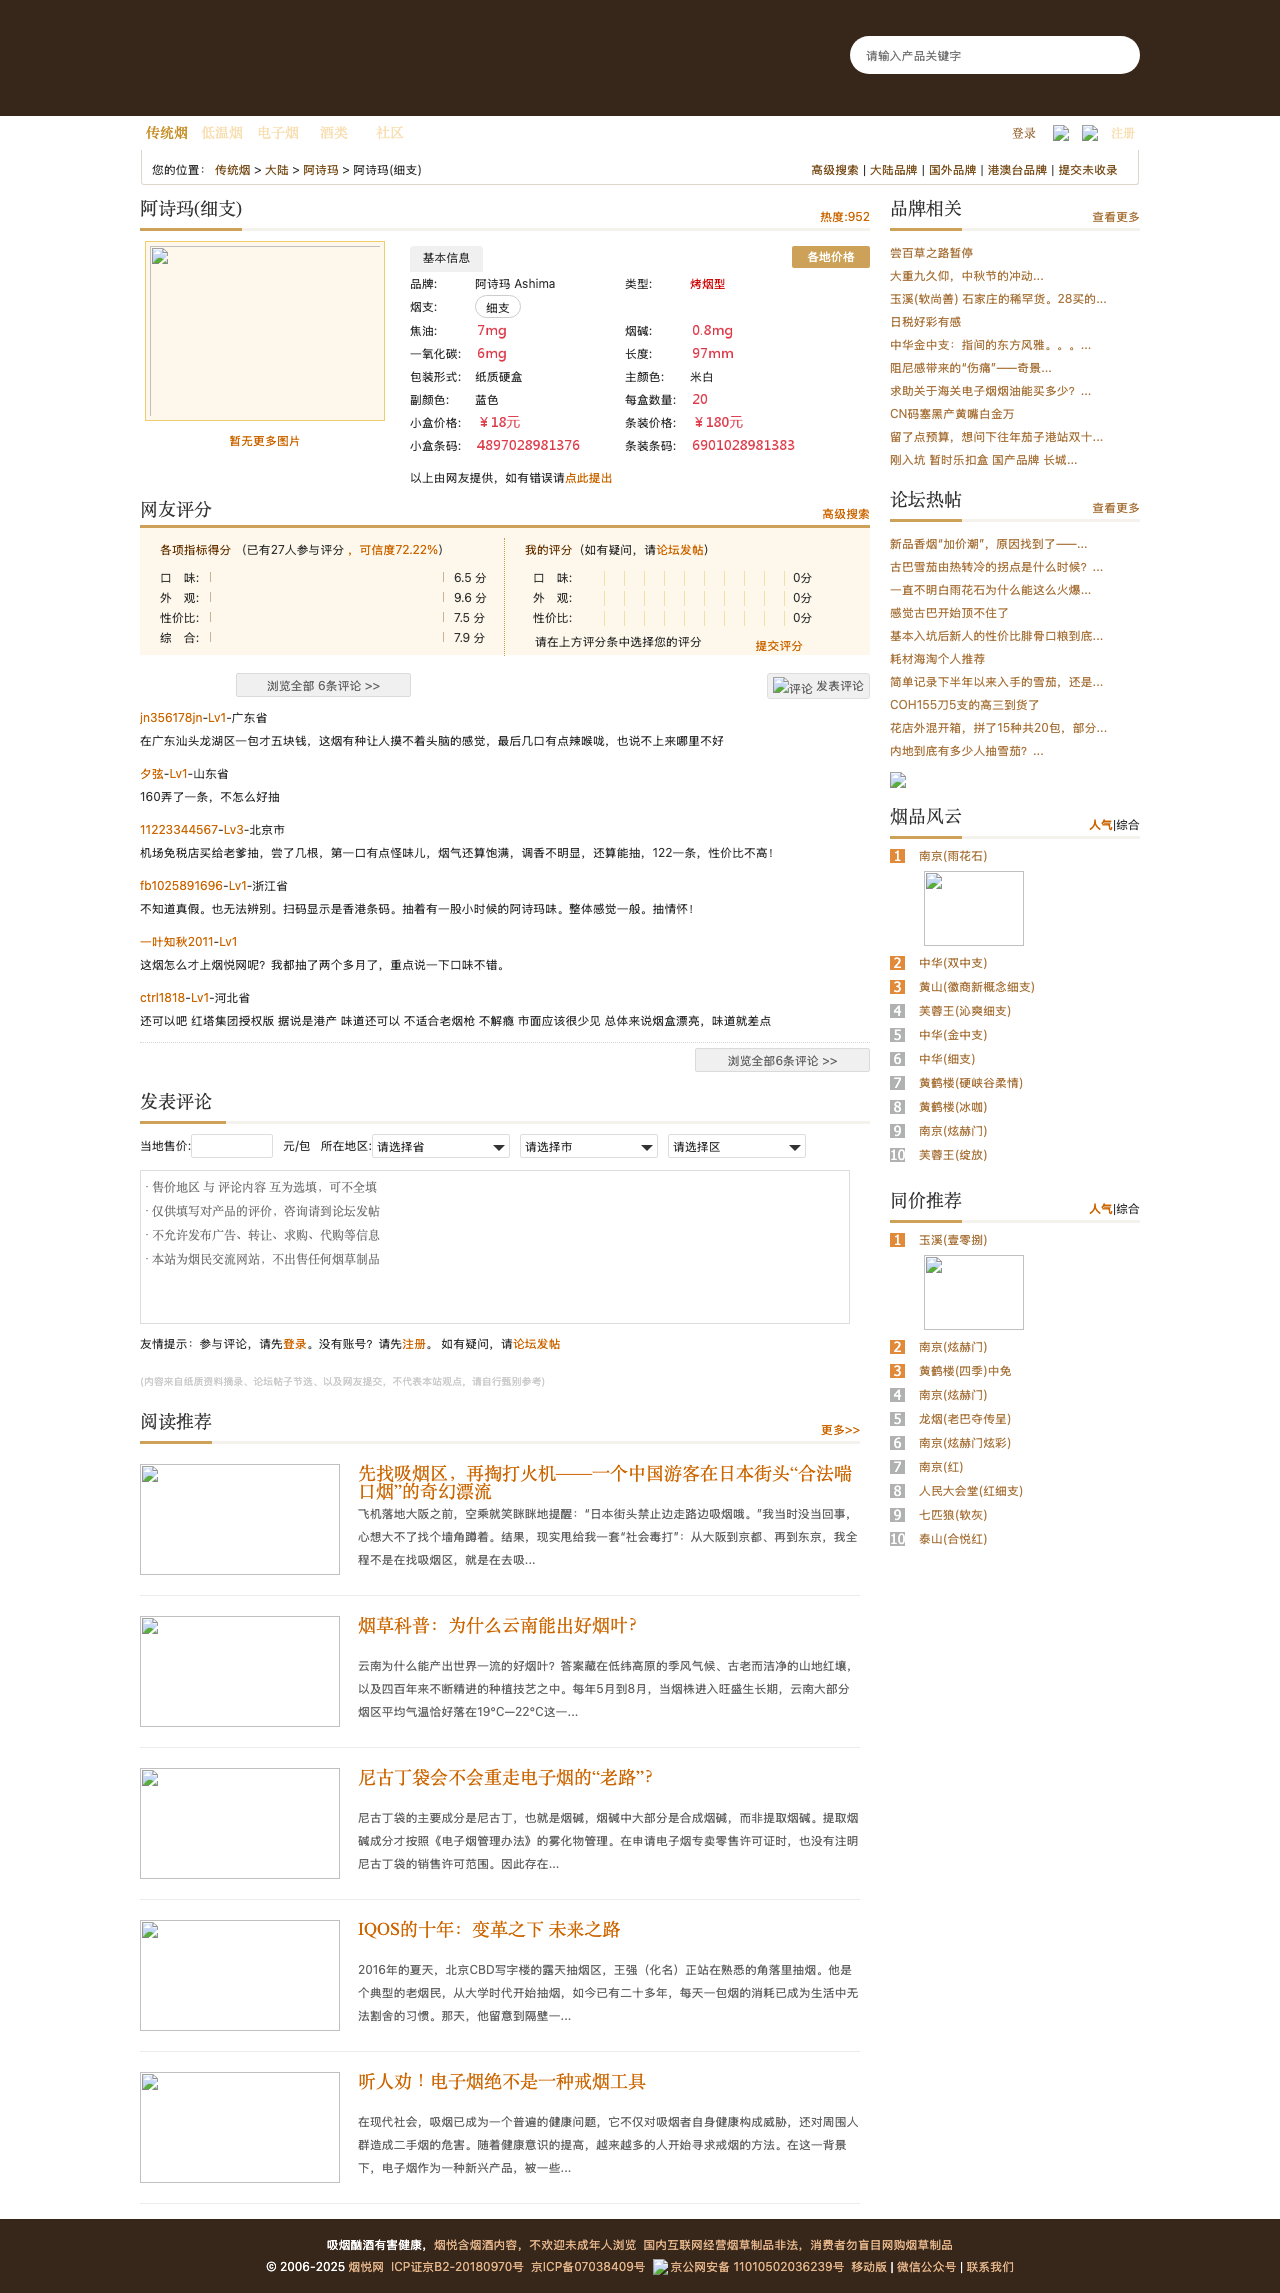 请输入产品关键字
传统烟 低温烟 电子烟 酒类 社区 登录 注册
您的位置： 传统烟 > 大陆 > 阿诗玛 > 阿诗玛(细支) 高级搜索 | 大陆品牌 | 国外品牌 | 港澳台品牌 | 提交未收录
阿诗玛(细支) 热度:952
基本信息 各地价格
品牌: 阿诗玛 Ashima 类型: 烤烟型
烟支: 细支
焦油: 7mg 烟碱: 0.8mg
一氧化碳: 6mg 长度: 97mm
包装形式: 纸质硬盒 主颜色: 米白
副颜色: 蓝色 每盒数量: 20
小盒价格: ￥18元 条装价格: ￥180元
小盒条码: 4897028981376 条装条码: 6901028981383
暂无更多图片
以上由网友提供，如有错误请点此提出
网友评分 高级搜索
各项指标得分 （已有27人参与评分 ，可信度72.22%）
口 味: 6.5 分
外 观: 9.6 分
性价比: 7.5 分
综 合: 7.9 分
我的评分（如有疑问，请论坛发帖）
口 味: 0分
外 观: 0分
性价比: 0分
请在上方评分条中选择您的评分 提交评分
浏览全部 6条评论 >> 评论 发表评论
jn356178jn-Lv1-广东省
在广东汕头龙湖区一包才五块钱，这烟有种让人摸不着头脑的感觉，最后几口有点辣喉咙，也说不上来哪里不好
夕弦-Lv1-山东省
160弄了一条，不怎么好抽
11223344567-Lv3-北京市
机场免税店买给老爹抽，尝了几根，第一口有点怪味儿，烟气还算饱满，调香不明显，还算能抽，122一条，性价比不高！
fb1025891696-Lv1-浙江省
不知道真假。也无法辨别。扫码显示是香港条码。抽着有一股小时候的阿诗玛味。整体感觉一般。抽情怀！
一叶知秋2011-Lv1
这烟怎么才上烟悦网呢？我都抽了两个多月了，重点说一下口味不错。
ctrl1818-Lv1-河北省
还可以吧 红塔集团授权版 据说是港产 味道还可以 不适合老烟枪 不解瘾 市面应该很少见 总体来说烟盒漂亮，味道就差点
浏览全部6条评论 >>
发表评论
当地售价: 元/包 所在地区: 请选择省 请选择市 请选择区
· 售价地区 与 评论内容 互为选填，可不全填
· 仅供填写对产品的评价，咨询请到论坛发帖
· 不允许发布广告、转让、求购、代购等信息
· 本站为烟民交流网站，不出售任何烟草制品
友情提示：参与评论，请先登录。没有账号？请先注册。 如有疑问，请论坛发帖
(内容来自纸质资料摘录、论坛帖子节选、以及网友提交，不代表本站观点，请自行甄别参考)
阅读推荐 更多>>
先找吸烟区，再掏打火机——一个中国游客在日本街头“合法喘
口烟”的奇幻漂流
飞机落地大阪之前，空乘就笑眯眯地提醒：“日本街头禁止边走路边吸烟哦。”我当时没当回事，
心想大不了找个墙角蹲着。结果，现实甩给我一套“社会毒打”：从大阪到京都、再到东京，我全
程不是在找吸烟区，就是在去吸...
烟草科普：为什么云南能出好烟叶？
云南为什么能产出世界一流的好烟叶？答案藏在低纬高原的季风气候、古老而洁净的山地红壤，
以及四百年来不断精进的种植技艺之中。每年5月到8月，当烟株进入旺盛生长期，云南大部分
烟区平均气温恰好落在19℃—22℃这一...
尼古丁袋会不会重走电子烟的“老路”？
尼古丁袋的主要成分是尼古丁，也就是烟碱，烟碱中大部分是合成烟碱，而非提取烟碱。提取烟
碱成分才按照《电子烟管理办法》的雾化物管理。在申请电子烟专卖零售许可证时，也没有注明
尼古丁袋的销售许可范围。因此存在...
IQOS的十年：变革之下 未来之路
2016年的夏天，北京CBD写字楼的露天抽烟区，王强（化名）正站在熟悉的角落里抽烟。他是
个典型的老烟民，从大学时代开始抽烟，如今已有二十多年，每天一包烟的消耗已成为生活中无
法割舍的习惯。那天，他留意到隔壁一...
听人劝！电子烟绝不是一种戒烟工具
在现代社会，吸烟已成为一个普遍的健康问题，它不仅对吸烟者自身健康构成威胁，还对周围人
群造成二手烟的危害。随着健康意识的提高，越来越多的人开始寻求戒烟的方法。在这一背景
下，电子烟作为一种新兴产品，被一些...
品牌相关 查看更多
尝百草之路暂停
大重九久仰，中秋节的冲动...
玉溪(软尚善) 石家庄的稀罕货。28买的...
日税好彩有感
中华金中支：指间的东方风雅。。。...
阻尼感带来的“伤痛”——奇景...
求助关于海关电子烟烟油能买多少？...
CN码塞黑产黄嘴白金万
留了点预算，想问下往年茄子港站双十...
刚入坑 暂时乐扣盒 国产品牌 长城...
论坛热帖 查看更多
新品香烟“加价潮”，原因找到了——...
古巴雪茄由热转冷的拐点是什么时候？...
一直不明白雨花石为什么能这么火爆...
感觉古巴开始顶不住了
基本入坑后新人的性价比腓骨口粮到底...
耗材海淘个人推荐
简单记录下半年以来入手的雪茄，还是...
COH155刀5支的高三到货了
花店外混开箱，拼了15种共20包，部分...
内地到底有多少人抽雪茄？...
烟品风云 人气|综合
1 南京(雨花石)
2 中华(双中支)
3 黄山(徽商新概念细支)
4 芙蓉王(沁爽细支)
5 中华(金中支)
6 中华(细支)
7 黄鹤楼(硬峡谷柔情)
8 黄鹤楼(冰咖)
9 南京(炫赫门)
10 芙蓉王(绽放)
同价推荐 人气|综合
1 玉溪(壹零捌)
2 南京(炫赫门)
3 黄鹤楼(四季)中免
4 南京(炫赫门)
5 龙烟(老巴夺传呈)
6 南京(炫赫门炫彩)
7 南京(红)
8 人民大会堂(红细支)
9 七匹狼(软灰)
10 泰山(合悦红)
吸烟酗酒有害健康，烟悦含烟酒内容，不欢迎未成年人浏览 国内互联网经营烟草制品非法，消费者勿盲目网购烟草制品
© 2006-2025 烟悦网 ICP证京B2-20180970号 京ICP备07038409号 京公网安备 11010502036239号 移动版 | 微信公众号 | 联系我们